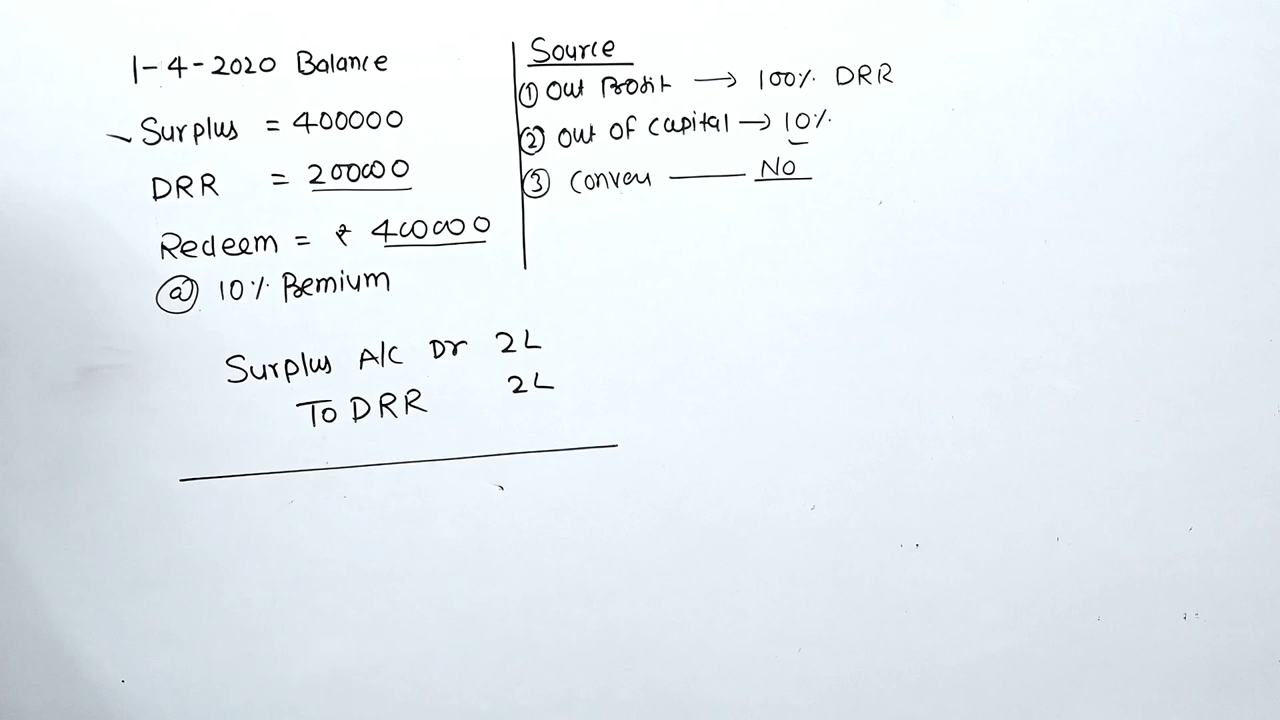 1-4-2020 Balance
Surplus = 400000
DRR = 200000
Redeem = ₹ 400000
@ 10% Premium
Surplus A/C Dr 2L
To DRR 2L
Source
① Out Profit → 100% DRR
② Out of Capital → 10%
③ Conver —— NO